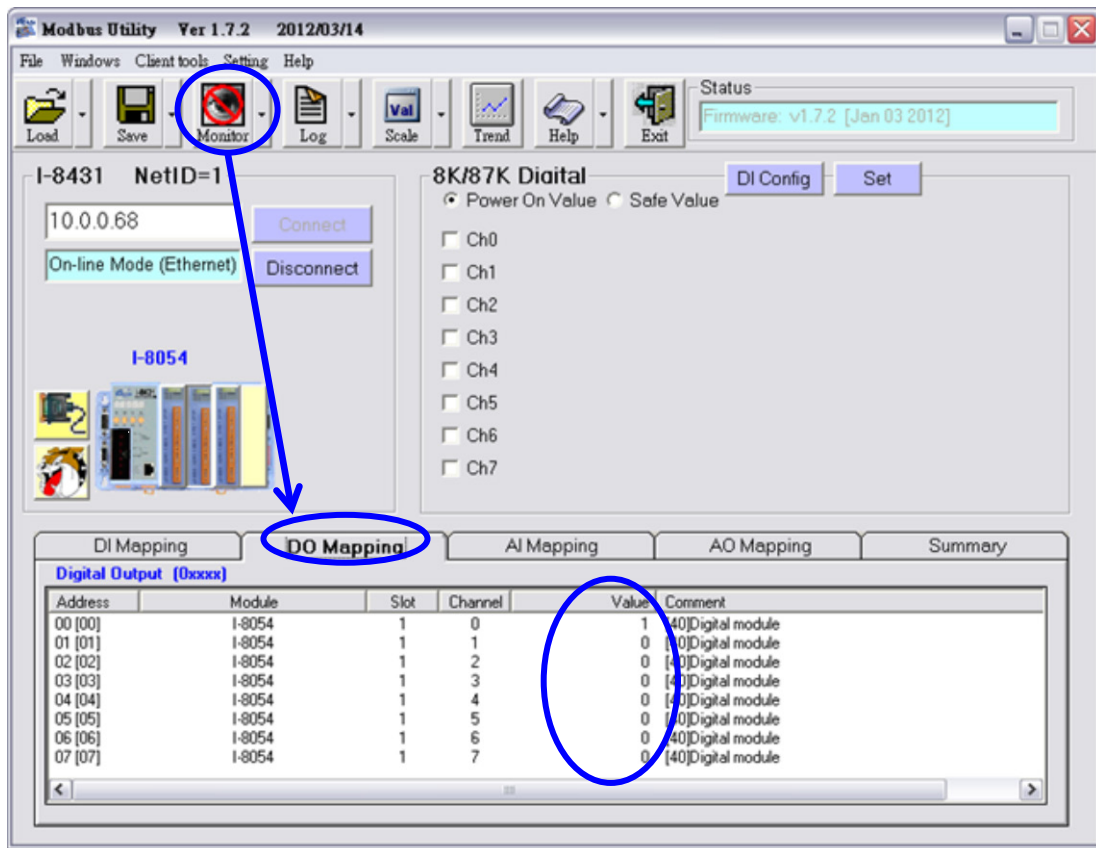 Modbus Utility Ver 1.7.2 2012/03/14
File Windows Client tools Setting Help
Load Save Monitor Log Val Scale Trend Help Exit
Status
Firmware: v1.7.2 [Jan 03 2012]
I-8431 NetID=1
10.0.0.68 Connect
On-line Mode (Ethernet) Disconnect
I-8054
8K/87K Digital DI Config Set
Power On Value Safe Value
Ch0
Ch1
Ch2
Ch3
Ch4
Ch5
Ch6
Ch7
DI Mapping DO Mapping AI Mapping AO Mapping Summary
Digital Output (0xxxx)
Address Module Slot Channel Value Comment
00 [00] I-8054 1 0 1 [40]Digital module
01 [01] I-8054 1 1 0 [40]Digital module
02 [02] I-8054 1 2 0 [40]Digital module
03 [03] I-8054 1 3 0 [40]Digital module
04 [04] I-8054 1 4 0 [40]Digital module
05 [05] I-8054 1 5 0 [40]Digital module
06 [06] I-8054 1 6 0 [40]Digital module
07 [07] I-8054 1 7 0 [40]Digital module